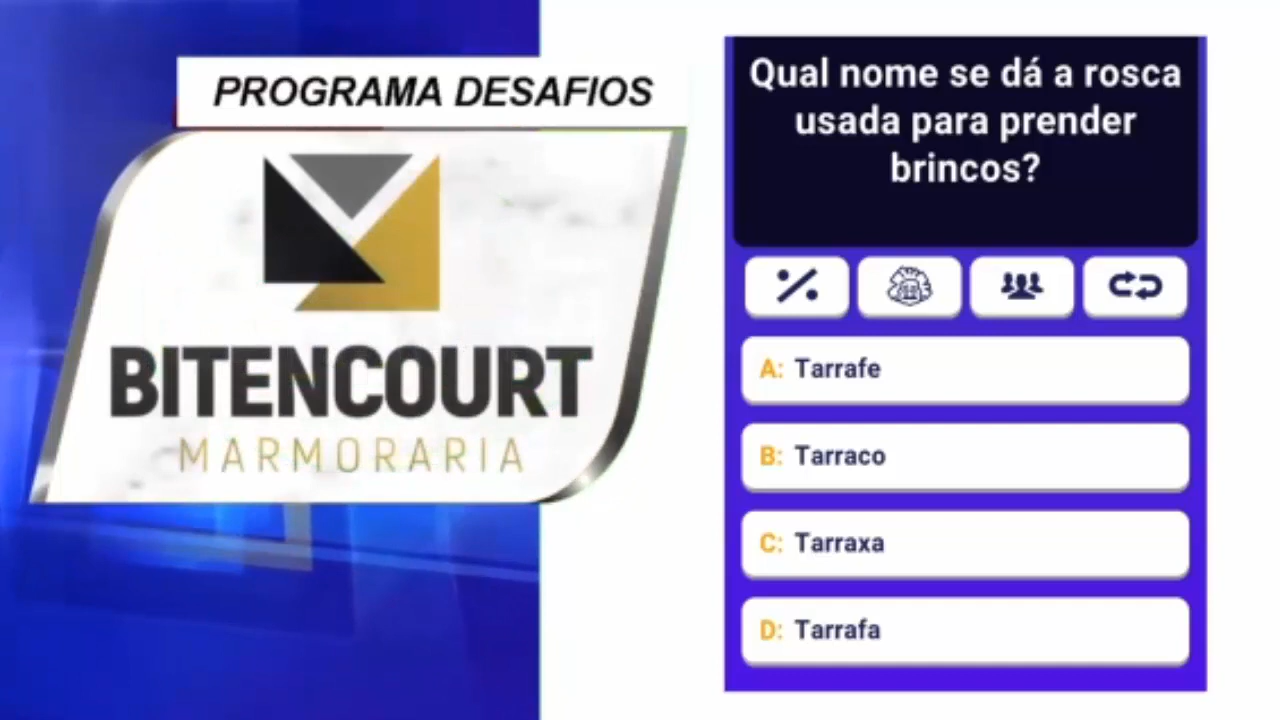 PROGRAMA DESAFIOS
BITENCOURT
MARMORARIA
Qual nome se dá a rosca
usada para prender
brincos?
A: Tarrafe
B: Tarraco
C: Tarraxa
D: Tarrafa